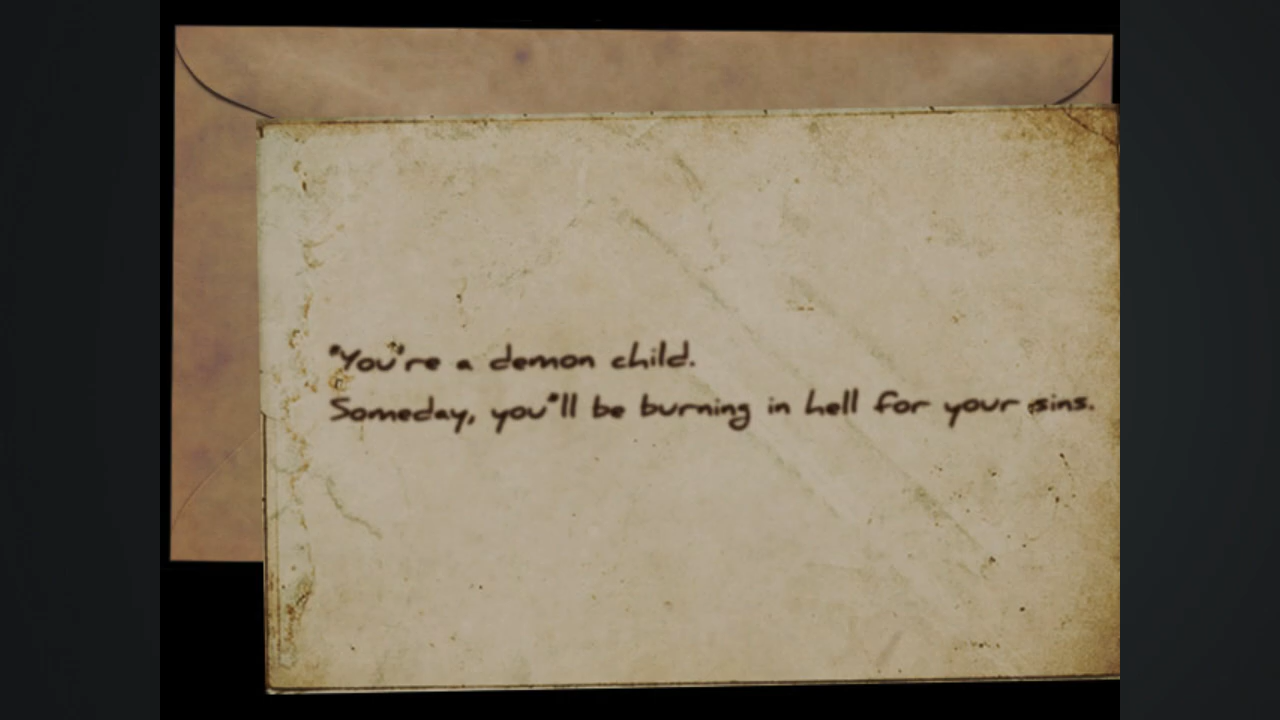 "You"re a demon child.
Someday, you"ll be burning in hell for your sins.